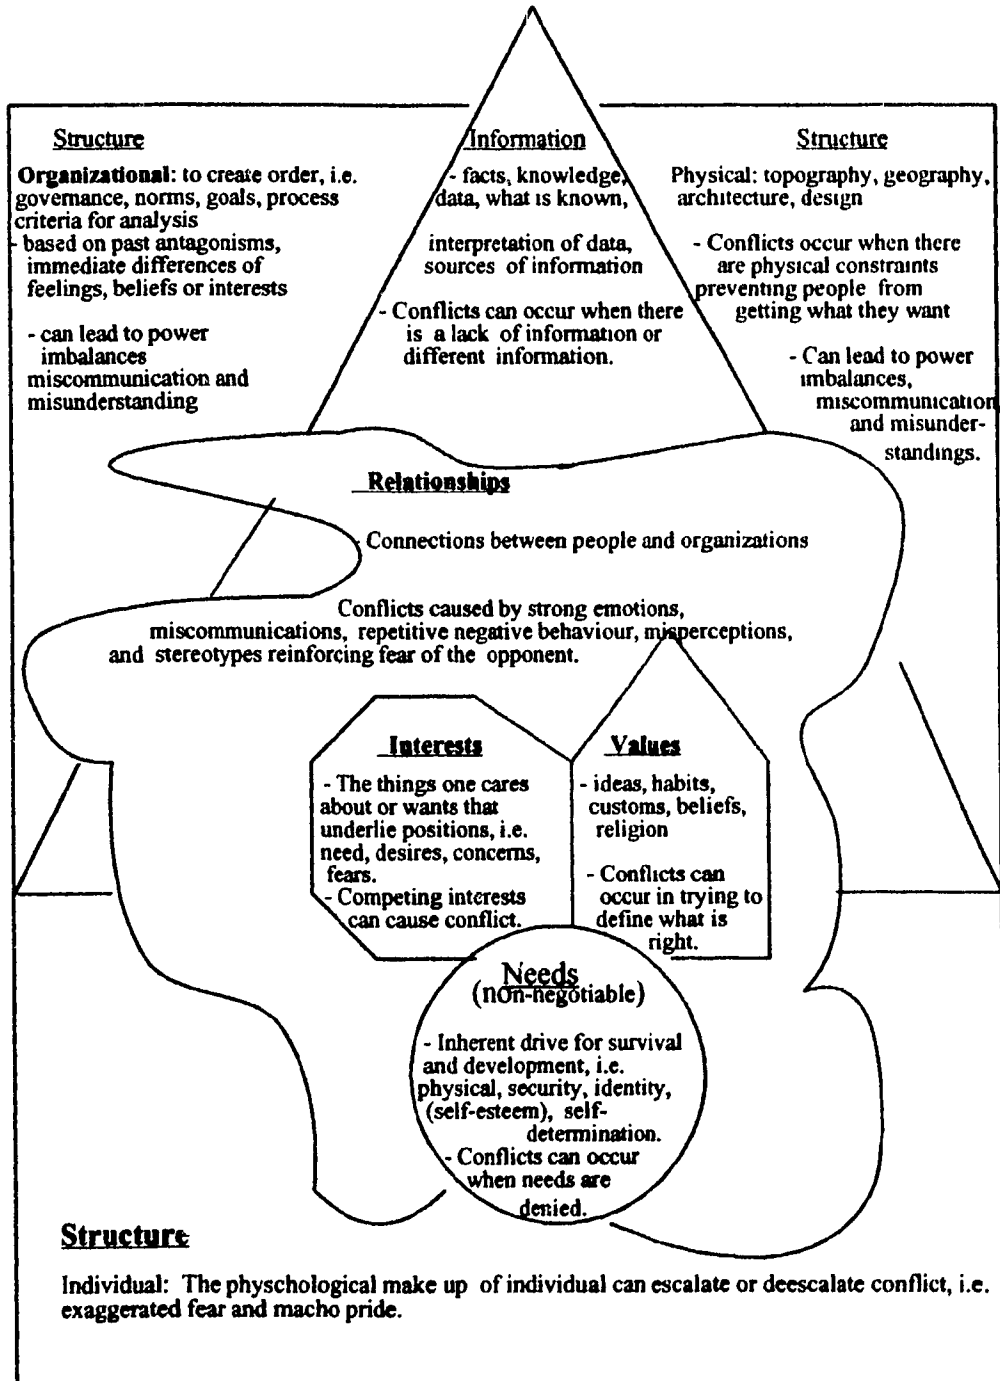 Structure
Organizational: to create order, i.e.
governance, norms, goals, process
criteria for analysis
- based on past antagonisms,
immediate differences of
feelings, beliefs or interests
- can lead to power
imbalances
miscommunication and
misunderstanding
Information
- facts, knowledge,
data, what is known,
interpretation of data,
sources of information
- Conflicts can occur when there
is a lack of information or
different information.
Structure
Physical: topography, geography,
architecture, design
- Conflicts occur when there
are physical constraints
preventing people from
getting what they want
- Can lead to power
imbalances,
miscommunication
and misunder-
standings.
Relationships
- Connections between people and organizations
Conflicts caused by strong emotions,
miscommunications, repetitive negative behaviour, misperceptions,
and stereotypes reinforcing fear of the opponent.
Interests
- The things one cares
about or wants that
underlie positions, i.e.
need, desires, concerns,
fears.
- Competing interests
can cause conflict.
Values
- ideas, habits,
customs, beliefs,
religion
- Conflicts can
occur in trying to
define what is
right.
Needs
(non-negotiable)
- Inherent drive for survival
and development, i.e.
physical, security, identity,
(self-esteem), self-
determination.
- Conflicts can occur
when needs are
denied.
Structure
Individual: The physchological make up of individual can escalate or deescalate conflict, i.e.
exaggerated fear and macho pride.